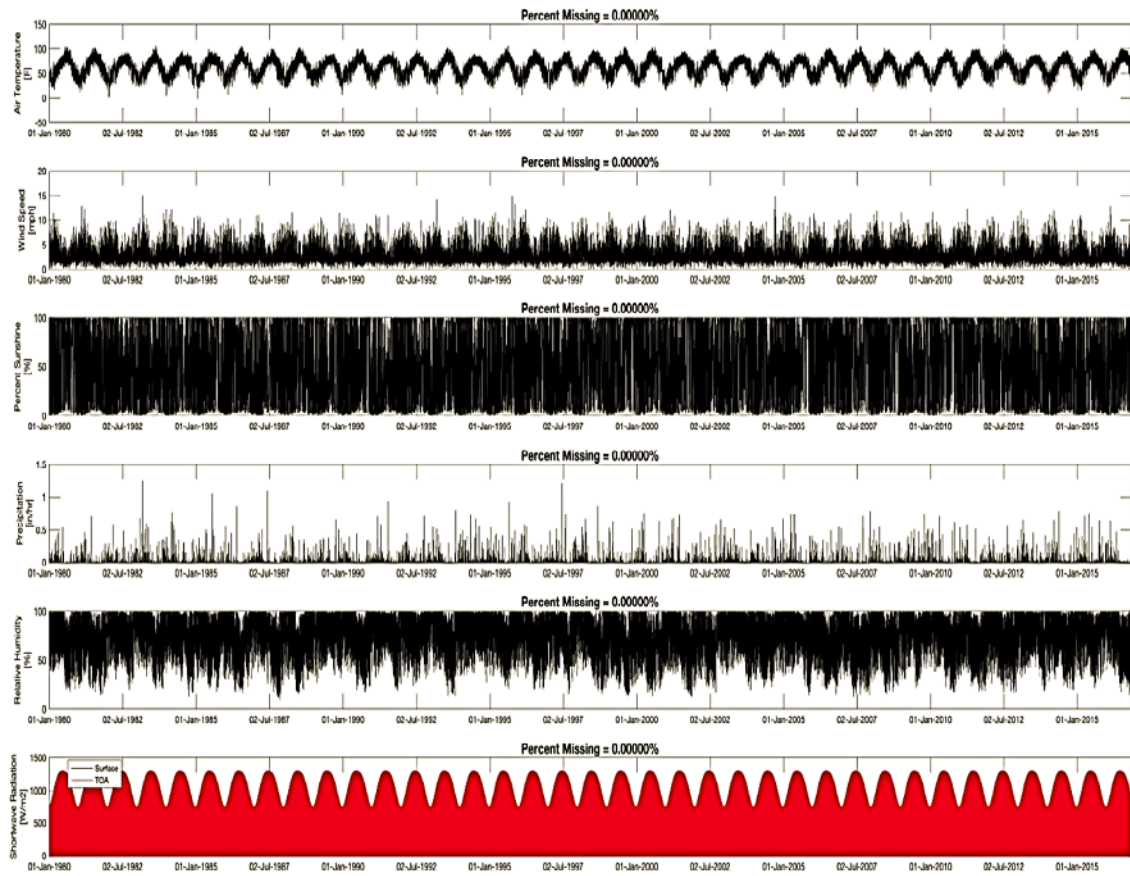 Percent Missing = 0.00000%
Air Temperature
[F]
150
100
50
0
-50
01-Jan-1980 02-Jul-1982 01-Jan-1985 02-Jul-1987 01-Jan-1990 02-Jul-1992 01-Jan-1995 02-Jul-1997 01-Jan-2000 02-Jul-2002 01-Jan-2005 02-Jul-2007 01-Jan-2010 02-Jul-2012 01-Jan-2015
Percent Missing = 0.00000%
Wind Speed
[mph]
20
15
10
5
0
01-Jan-1980 02-Jul-1982 01-Jan-1985 02-Jul-1987 01-Jan-1990 02-Jul-1992 01-Jan-1995 02-Jul-1997 01-Jan-2000 02-Jul-2002 01-Jan-2005 02-Jul-2007 01-Jan-2010 02-Jul-2012 01-Jan-2015
Percent Missing = 0.00000%
Percent Sunshine
[%]
100
50
0
01-Jan-1980 02-Jul-1982 01-Jan-1985 02-Jul-1987 01-Jan-1990 02-Jul-1992 01-Jan-1995 02-Jul-1997 01-Jan-2000 02-Jul-2002 01-Jan-2005 02-Jul-2007 01-Jan-2010 02-Jul-2012 01-Jan-2015
Percent Missing = 0.00000%
Precipitation
[in/hr]
1.5
1
0.5
0
01-Jan-1980 02-Jul-1982 01-Jan-1985 02-Jul-1987 01-Jan-1990 02-Jul-1992 01-Jan-1995 02-Jul-1997 01-Jan-2000 02-Jul-2002 01-Jan-2005 02-Jul-2007 01-Jan-2010 02-Jul-2012 01-Jan-2015
Percent Missing = 0.00000%
Relative Humidity
[%]
100
50
0
01-Jan-1980 02-Jul-1982 01-Jan-1985 02-Jul-1987 01-Jan-1990 02-Jul-1992 01-Jan-1995 02-Jul-1997 01-Jan-2000 02-Jul-2002 01-Jan-2005 02-Jul-2007 01-Jan-2010 02-Jul-2012 01-Jan-2015
Percent Missing = 0.00000%
Shortwave Radiation
[W/m2]
1500
1000
500
0
Surface
TOA
01-Jan-1980 02-Jul-1982 01-Jan-1985 02-Jul-1987 01-Jan-1990 02-Jul-1992 01-Jan-1995 02-Jul-1997 01-Jan-2000 02-Jul-2002 01-Jan-2005 02-Jul-2007 01-Jan-2010 02-Jul-2012 01-Jan-2015